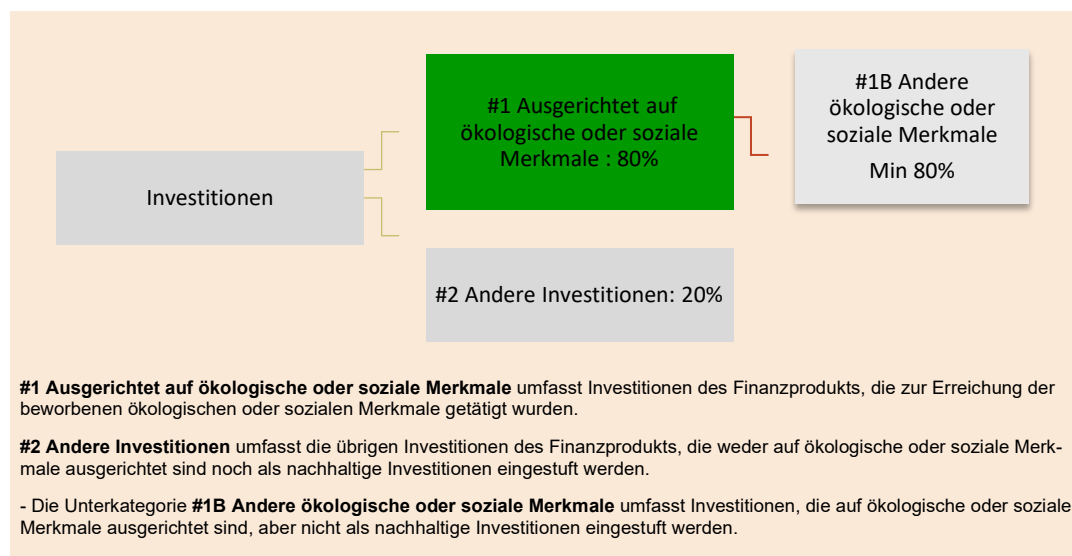 Investitionen
#1 Ausgerichtet auf
ökologische oder soziale
Merkmale : 80%
#1B Andere
ökologische oder
soziale Merkmale
Min 80%
#2 Andere Investitionen: 20%
#1 Ausgerichtet auf ökologische oder soziale Merkmale umfasst Investitionen des Finanzprodukts, die zur Erreichung der
beworbenen ökologischen oder sozialen Merkmale getätigt wurden.
#2 Andere Investitionen umfasst die übrigen Investitionen des Finanzprodukts, die weder auf ökologische oder soziale Merk-
male ausgerichtet sind noch als nachhaltige Investitionen eingestuft werden.
- Die Unterkategorie #1B Andere ökologische oder soziale Merkmale umfasst Investitionen, die auf ökologische oder soziale
Merkmale ausgerichtet sind, aber nicht als nachhaltige Investitionen eingestuft werden.